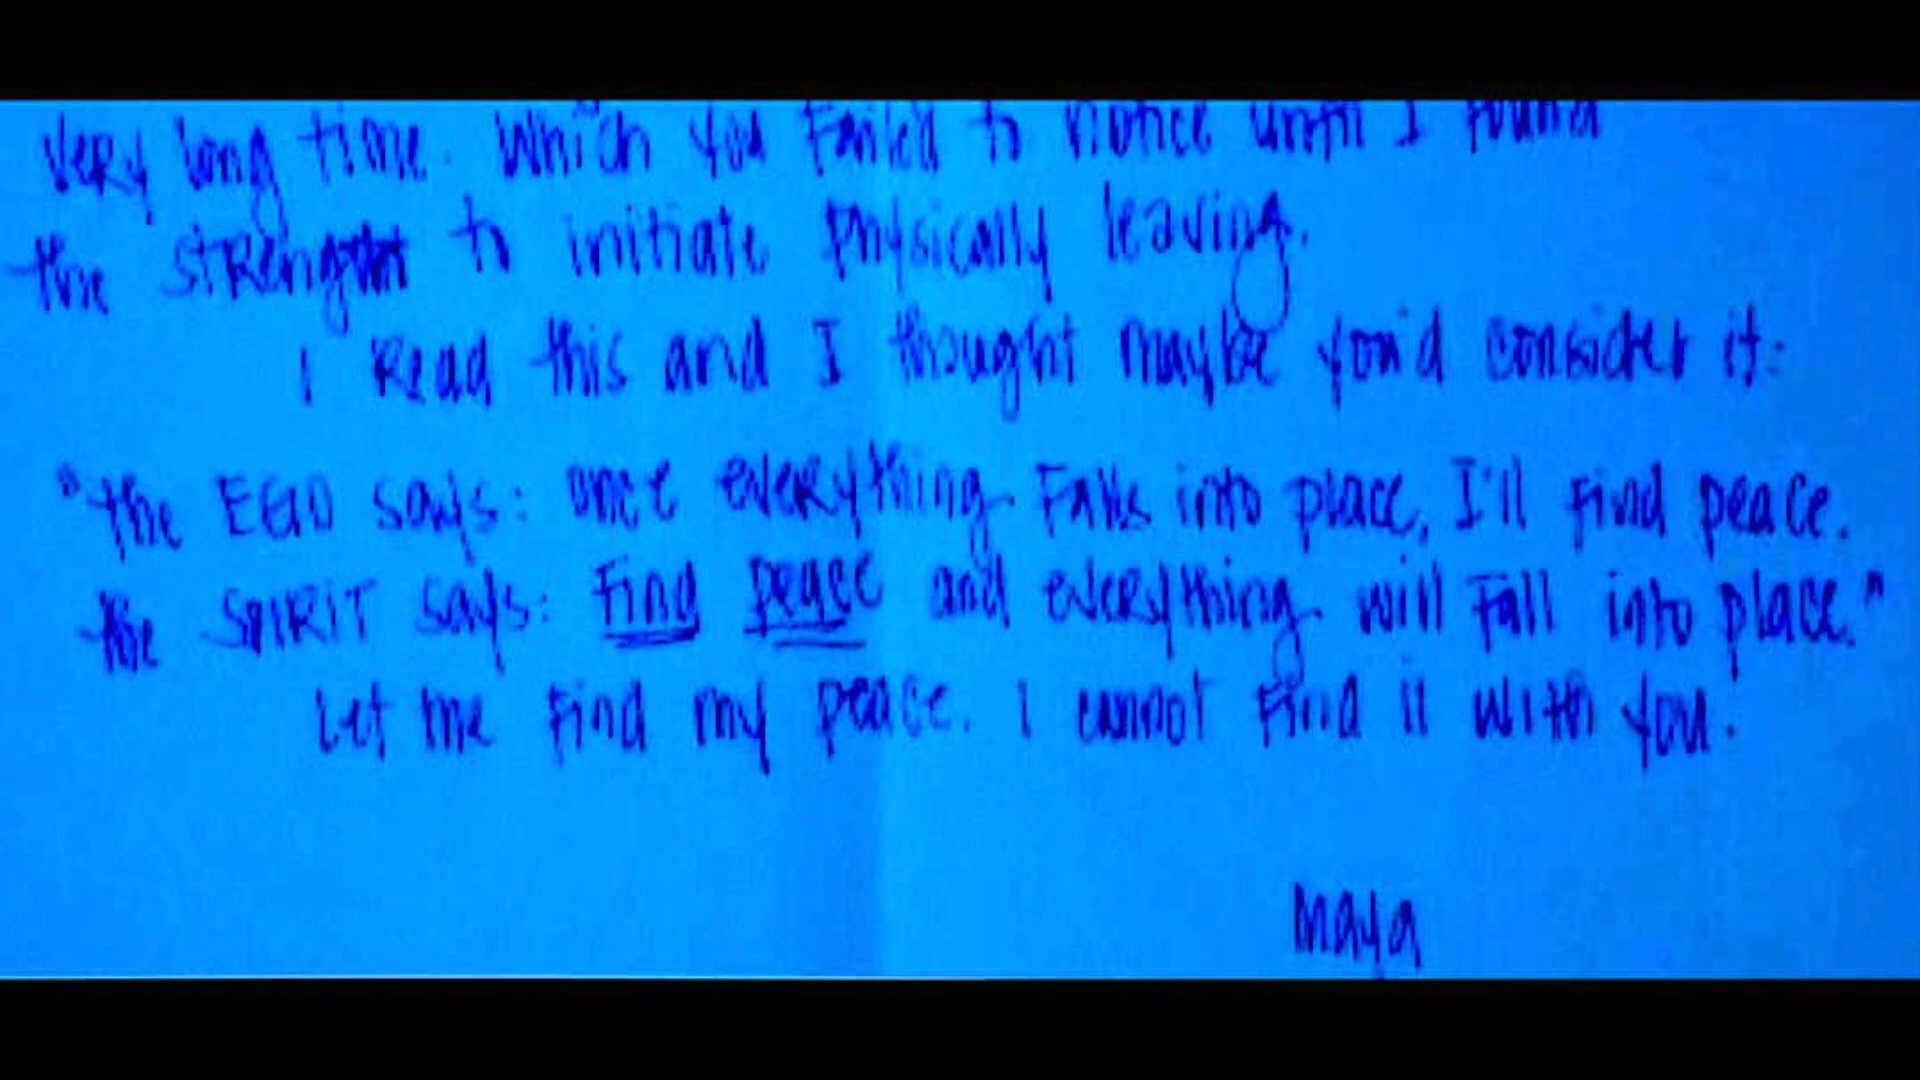 very long time. Which you failed to notice until I found
the strength to initiate physically leaving.
I Read this and I thought maybe you'd consider it:
"the EGO says: once everything Falls into place, I'll find peace.
the SPIRIT says: Find peace and everything will Fall into place."
Let me find my peace. I cannot find it with you.
Maya